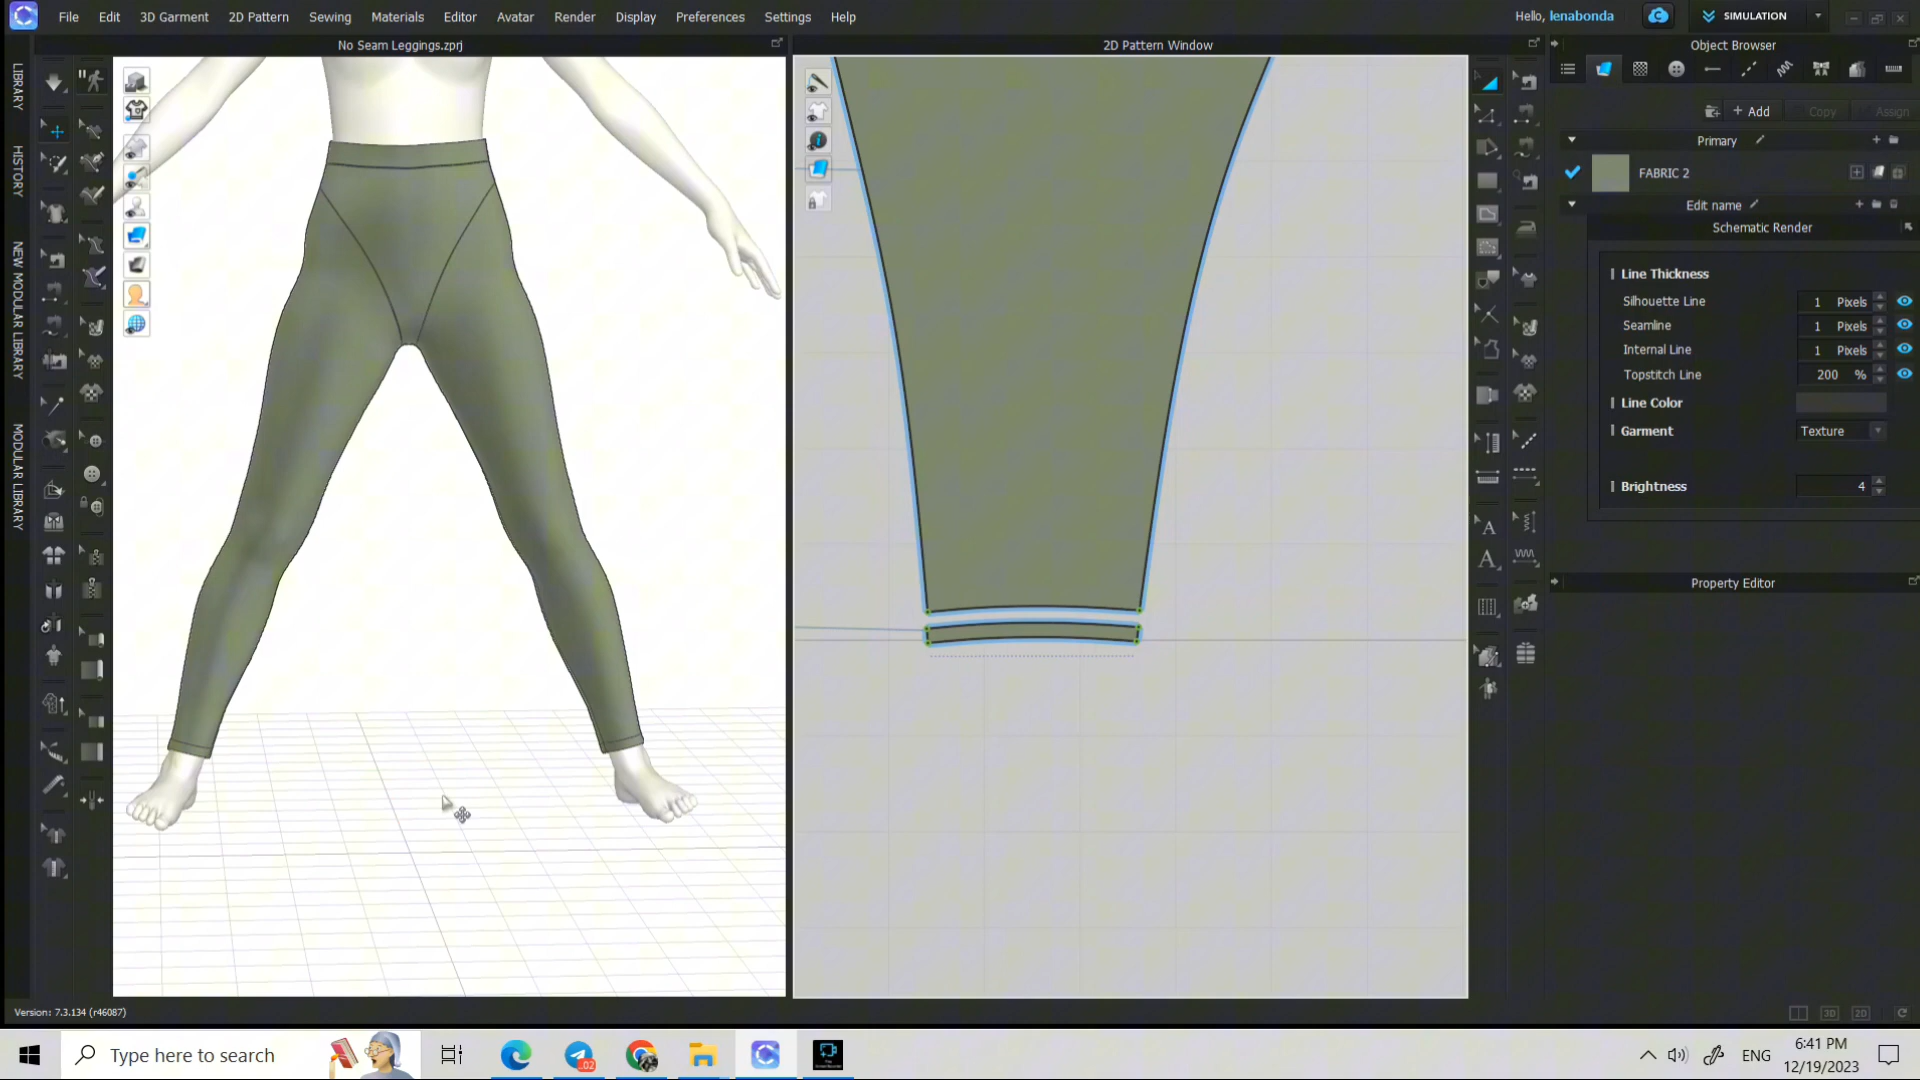 File Edit 3D Garment 2D Pattern Sewing Materials Editor Avatar Render Display Preferences Settings Help
Hello, lenabonda
SIMULATION
No Seam Leggings.zprj
2D Pattern Window
Object Browser
LIBRARY
HISTORY
NEW MODULAR LIBRARY
MODULAR LIBRARY
+ Add
Copy
Assign
Primary
FABRIC 2
Edit name
Schematic Render
Line Thickness
Silhouette Line 1 Pixels
Seamline 1 Pixels
Internal Line 1 Pixels
Topstitch Line 200 %
Line Color
Garment Texture
Brightness 4
Property Editor
Version: 7.3.134 (r46087)
3D
2D
Type here to search
02
ENG
6:41 PM
12/19/2023